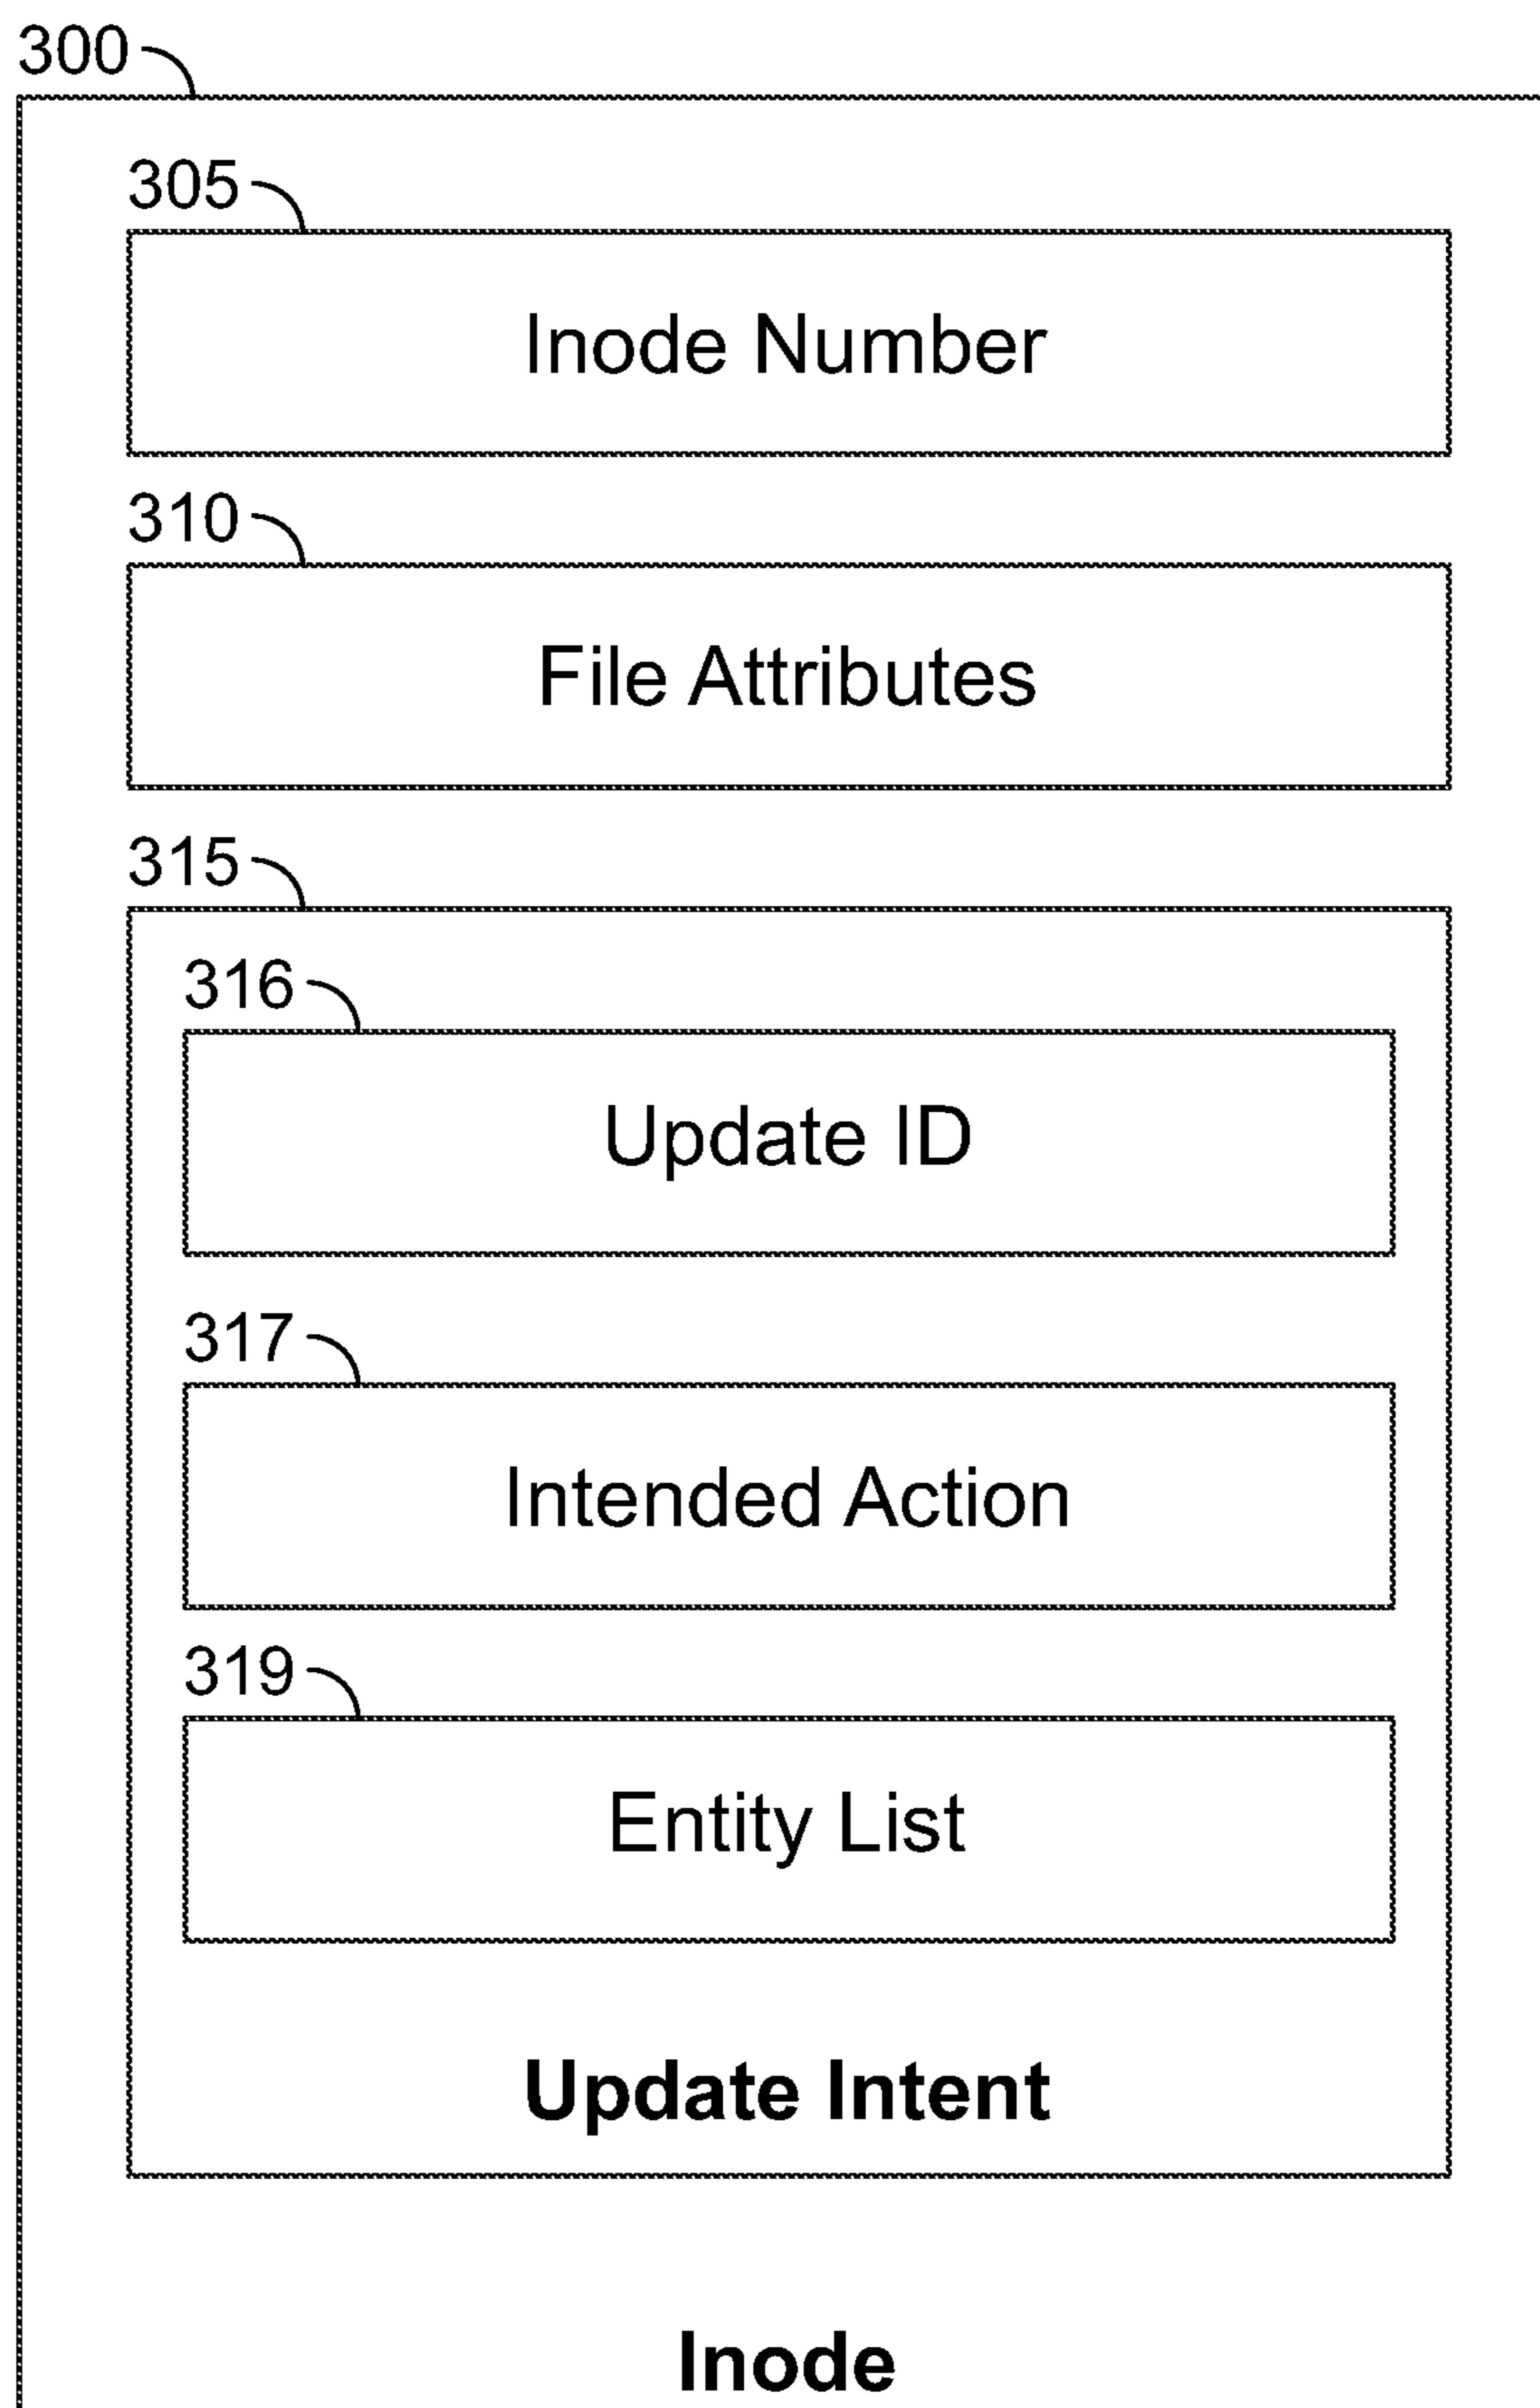 300
305
Inode Number
310
File Attributes
315
316
Update ID
317
Intended Action
319
Entity List
Update Intent
Inode